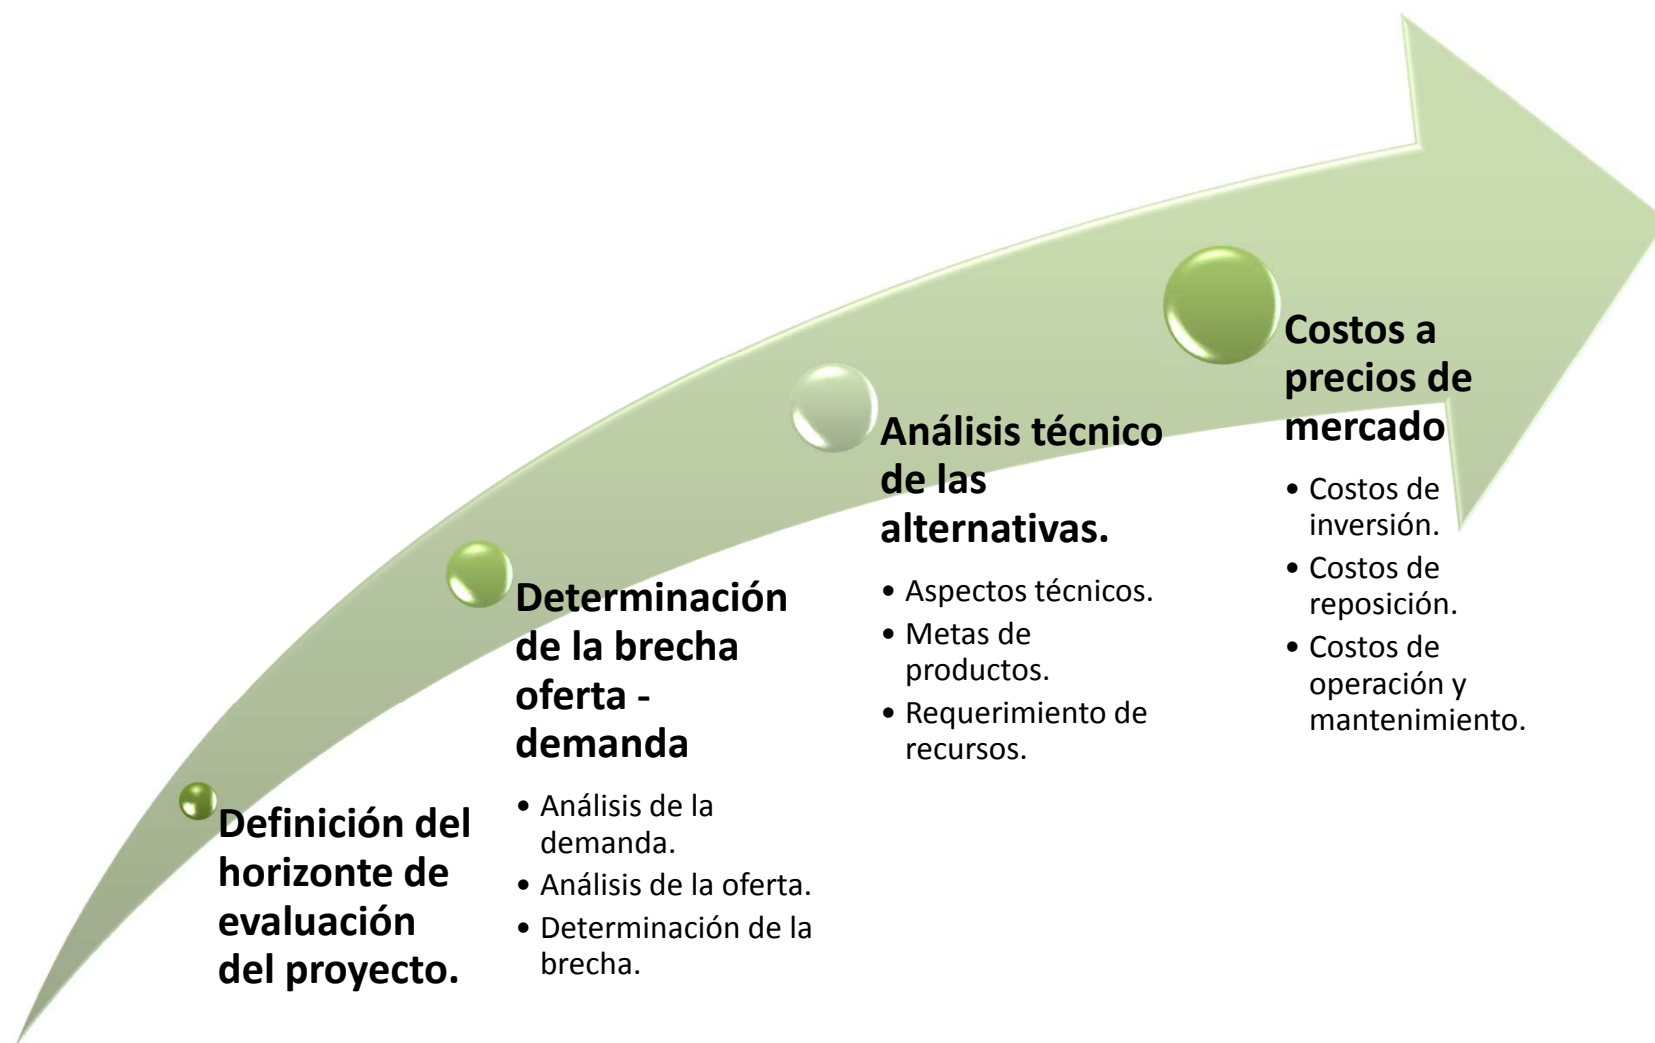 Definición del
horizonte de
evaluación
del proyecto.
Determinación
de la brecha
oferta -
demanda
• Análisis de la
demanda.
• Análisis de la oferta.
• Determinación de la
brecha.
Análisis técnico
de las
alternativas.
• Aspectos técnicos.
• Metas de
productos.
• Requerimiento de
recursos.
Costos a
precios de
mercado
• Costos de
inversión.
• Costos de
reposición.
• Costos de
operación y
mantenimiento.